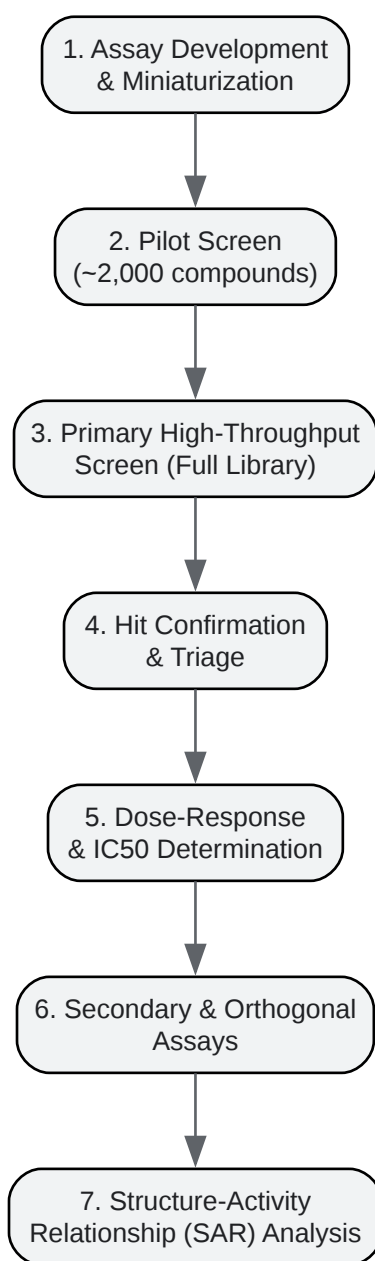 1. Assay Development
& Miniaturization
2. Pilot Screen
(~2,000 compounds)
3. Primary High-Throughput
Screen (Full Library)
4. Hit Confirmation
& Triage
5. Dose-Response
& IC50 Determination
6. Secondary & Orthogonal
Assays
7. Structure-Activity
Relationship (SAR) Analysis